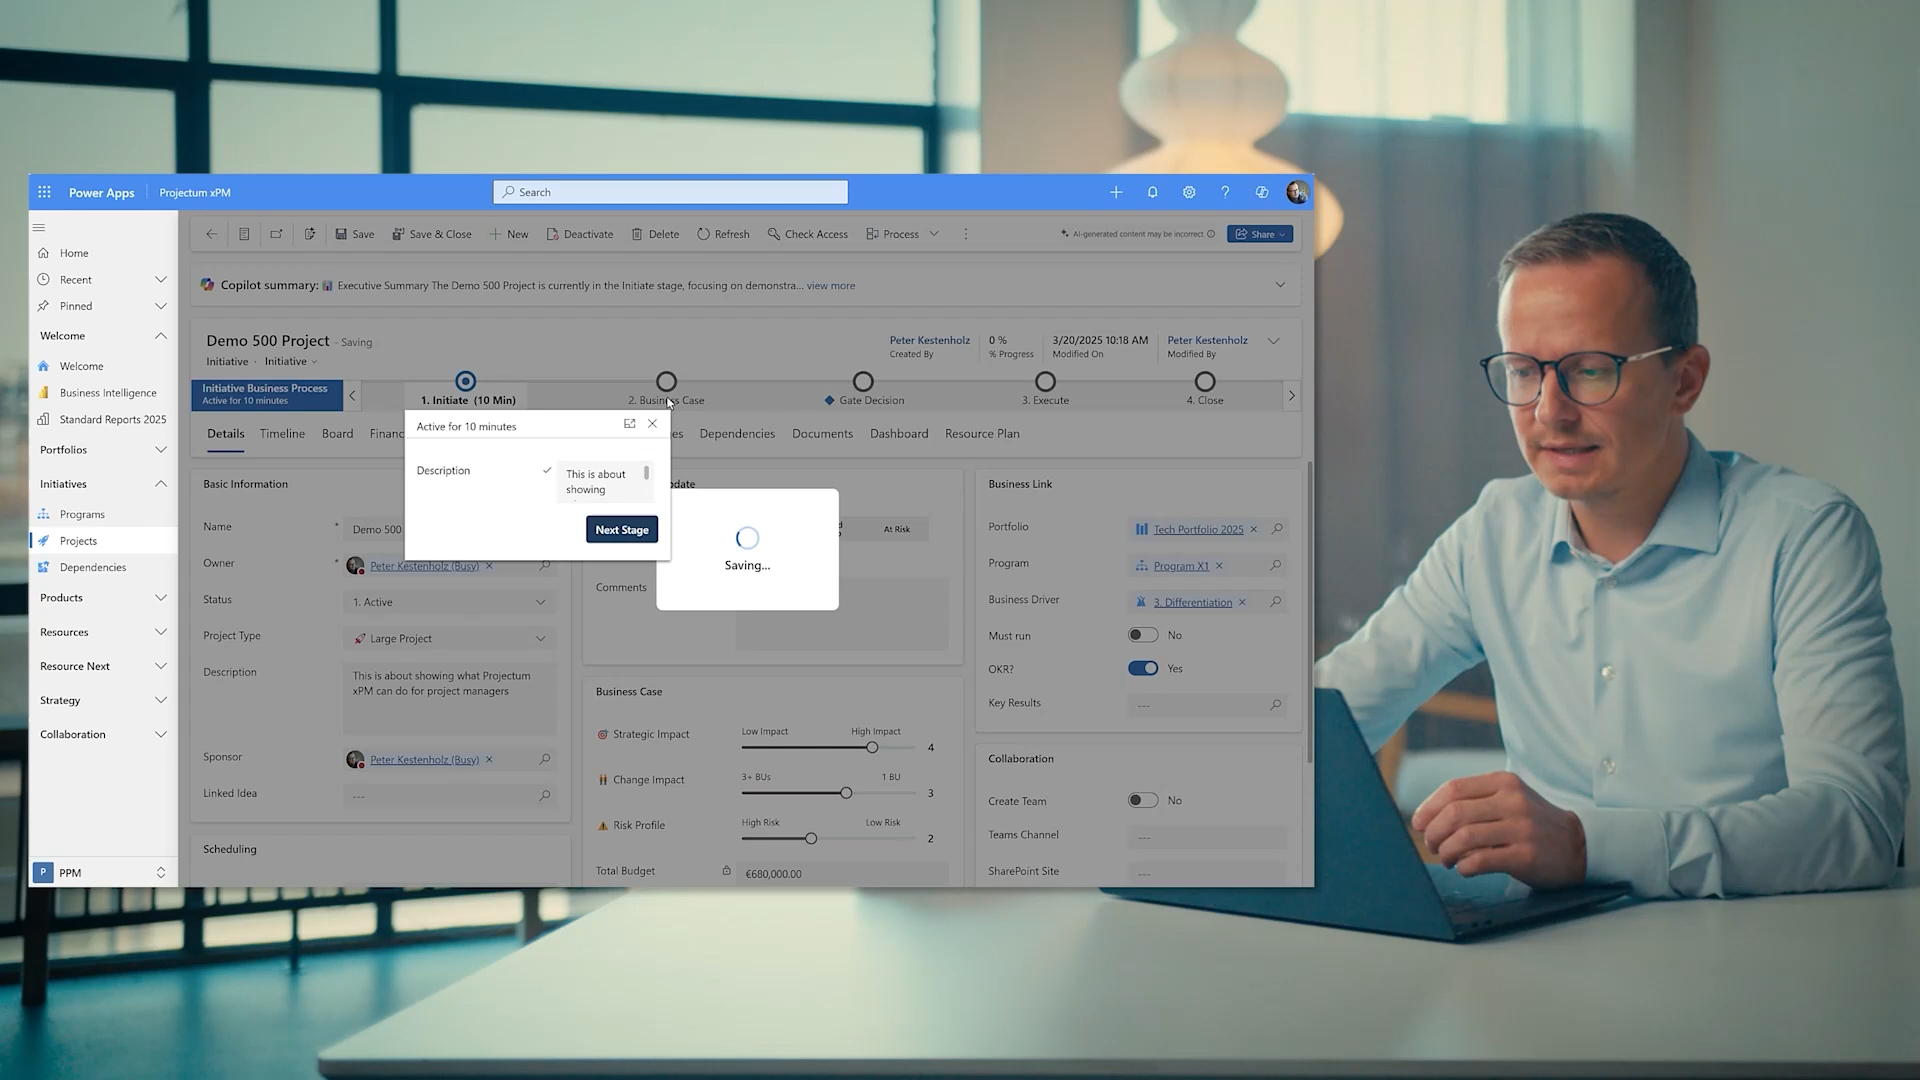 Power Apps
Projectum xPM
Search
Home
Recent
Pinned
Welcome
Welcome
Business Intelligence
Standard Reports 2025
Portfolios
Initiatives
Programs
Projects
Dependencies
Products
Resources
Resource Next
Strategy
Collaboration
P PPM
Save
Save & Close
New
Deactivate
Delete
Refresh
Check Access
Process
AI-generated content may be incorrect
Share
Copilot summary: Executive Summary The Demo 500 Project is currently in the Initiate stage, focusing on demonstra... view more
Demo 500 Project - Saving
Initiative · Initiative
Peter Kestenholz
Created By
0 %
% Progress
3/20/2025 10:18 AM
Modified On
Peter Kestenholz
Modified By
Initiative Business Process
Active for 10 minutes
1. Initiate (10 Min)
2. Business Case
Gate Decision
3. Execute
4. Close
Details
Timeline
Board
Financ
es
Dependencies
Documents
Dashboard
Resource Plan
Active for 10 minutes
Description
This is about
showing
Next Stage
Saving...
Basic Information
Name * Demo 500
Owner * Peter Kestenholz (Busy)
Status 1. Active
Project Type Large Project
Description
This is about showing what Projectum
xPM can do for project managers
Sponsor Peter Kestenholz (Busy)
Linked Idea ---
Scheduling
pdate
At Risk
Comments
Business Case
Strategic Impact
Low Impact High Impact
4
Change Impact
3+ BUs 1 BU
3
Risk Profile
High Risk Low Risk
2
Total Budget €680,000.00
Business Link
Portfolio Tech Portfolio 2025
Program Program X1
Business Driver 3. Differentiation
Must run No
OKR? Yes
Key Results ---
Collaboration
Create Team No
Teams Channel ---
SharePoint Site ---